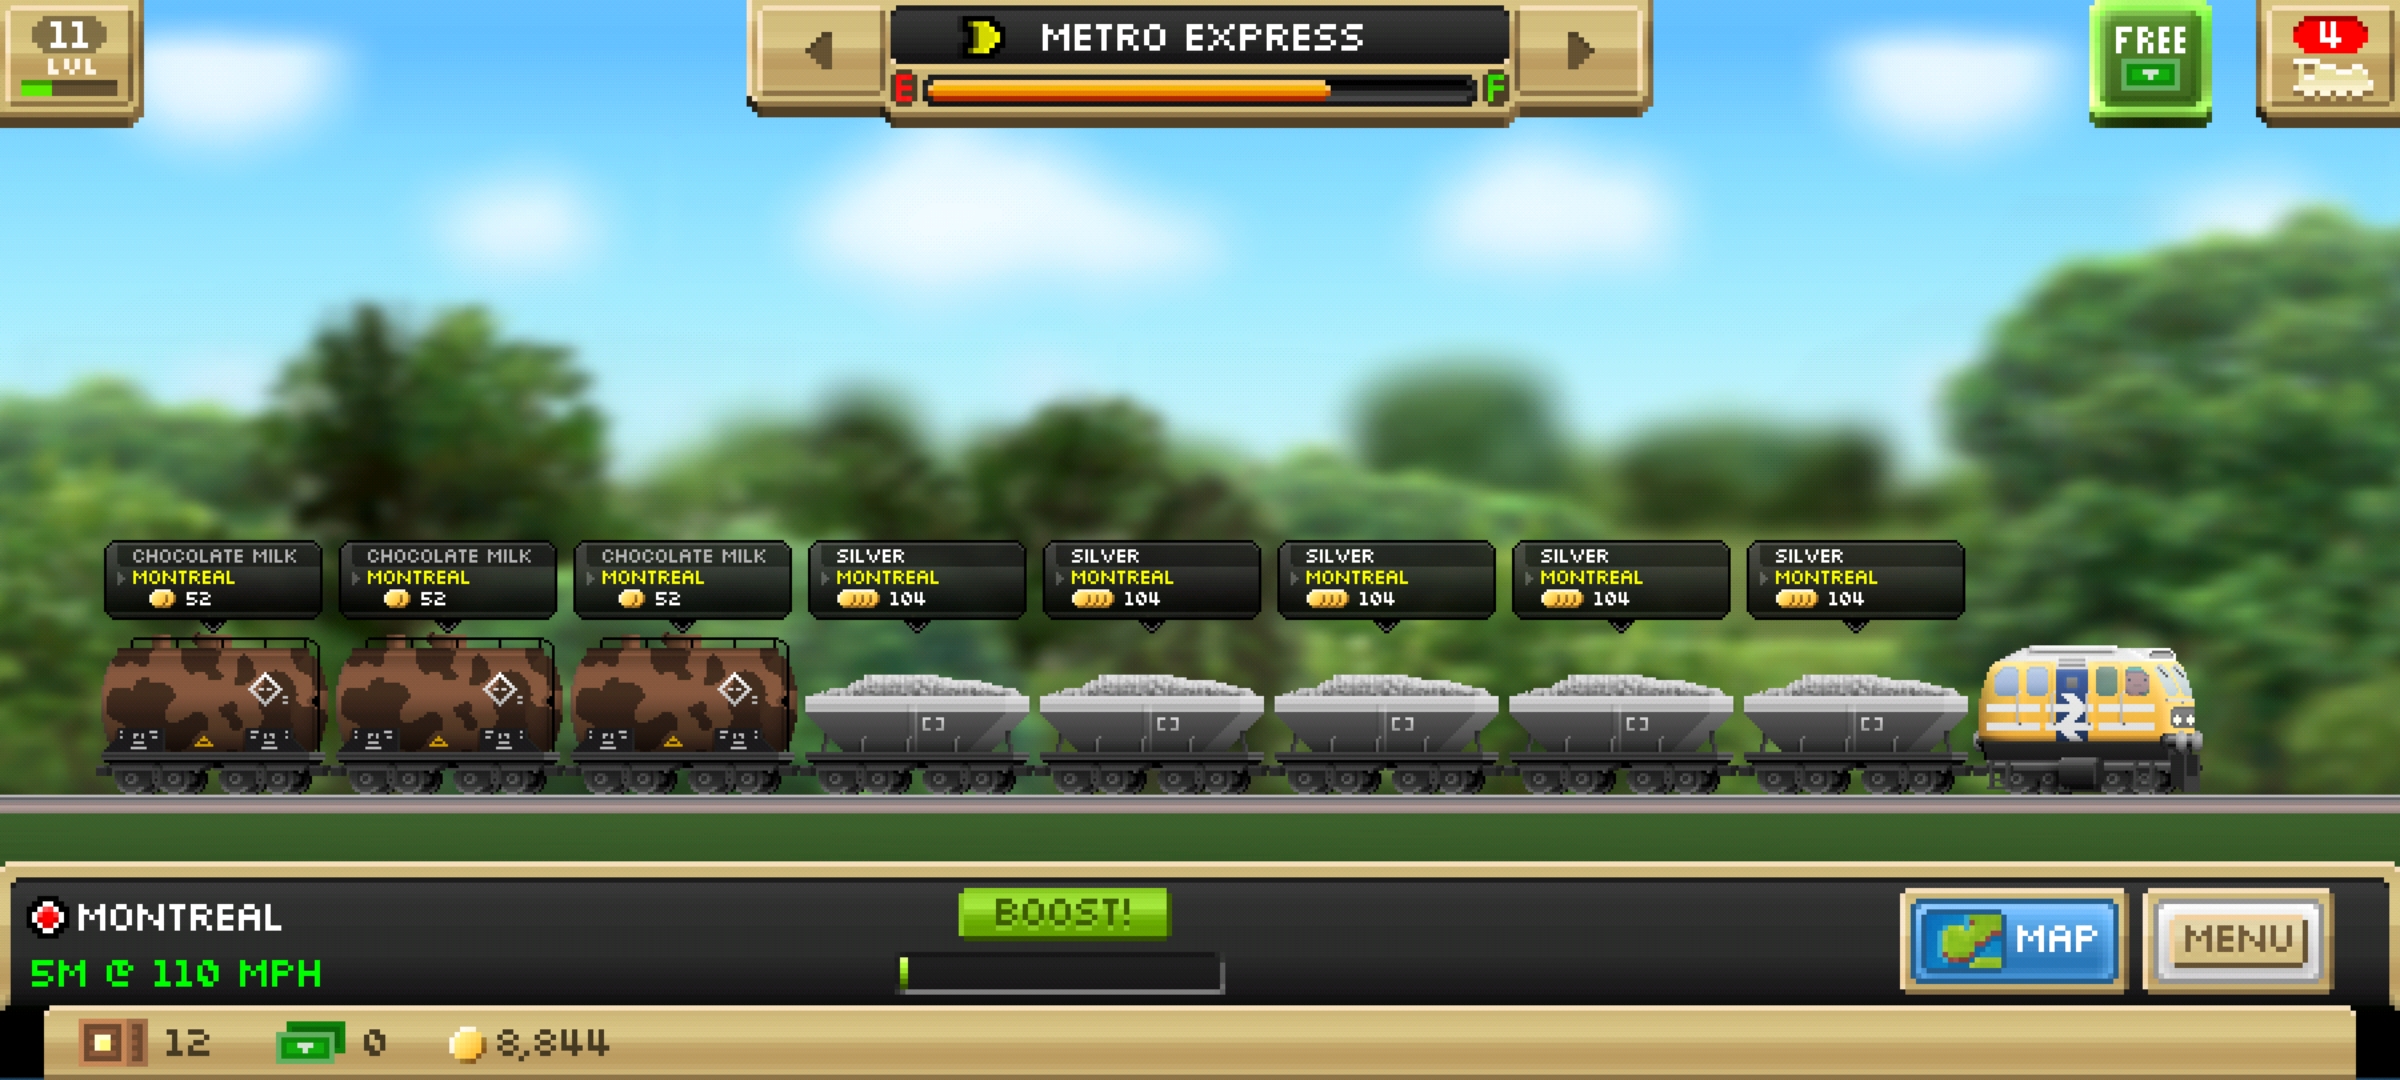 11
LVL
METRO EXPRESS
E
F
FREE
4
CHOCOLATE MILK
MONTREAL
52
CHOCOLATE MILK
MONTREAL
52
CHOCOLATE MILK
MONTREAL
52
SILVER
MONTREAL
104
SILVER
MONTREAL
104
SILVER
MONTREAL
104
SILVER
MONTREAL
104
SILVER
MONTREAL
104
MONTREAL
5M @ 110 MPH
BOOST!
MAP
MENU
12
0
8,844